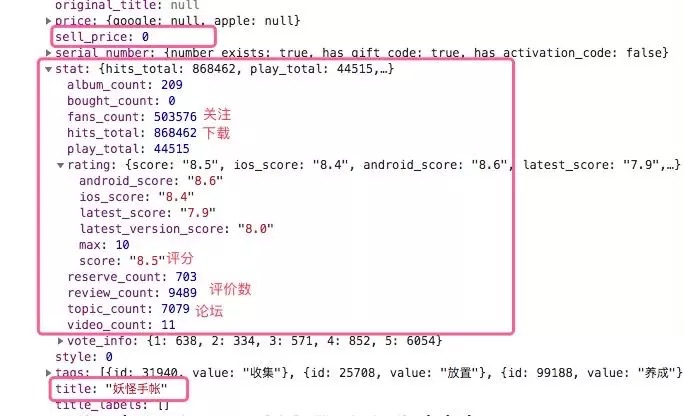 original_title: null
price: {google: null, apple: null}
sell_price: 0
serial_number: {number_exists: true, has_gift_code: true, has_activation_code: false}
stat: {hits_total: 868462, play_total: 44515,…}
album_count: 209
bought_count: 0
fans_count: 503576 关注
hits_total: 868462 下载
play_total: 44515
rating: {score: "8.5", ios_score: "8.4", android_score: "8.6", latest_score: "7.9",…}
android_score: "8.6"
ios_score: "8.4"
latest_score: "7.9"
latest_version_score: "8.0"
max: 10
score: "8.5" 评分
reserve_count: 703
review_count: 9489 评价数
topic_count: 7079 论坛
video_count: 11
vote_info: {1: 638, 2: 334, 3: 571, 4: 852, 5: 6054}
style: 0
tags: [{id: 31940, value: "收集"}, {id: 25708, value: "放置"}, {id: 99188, value: "养成"}
title: "妖怪手帐"
title_labels: []